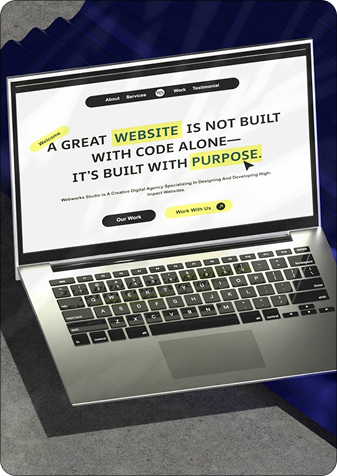 About Services Work Testimonial
Welcome
A GREAT WEBSITE IS NOT BUILT
WITH CODE ALONE—
IT'S BUILT WITH PURPOSE.
Webworks Studio Is A Creative Digital Agency Specializing In Designing And Developing High-
Impact Websites.
Our Work
Work With Us
Q W E R T Y U I O P
A S D F G H J K L
Z X C V B N M